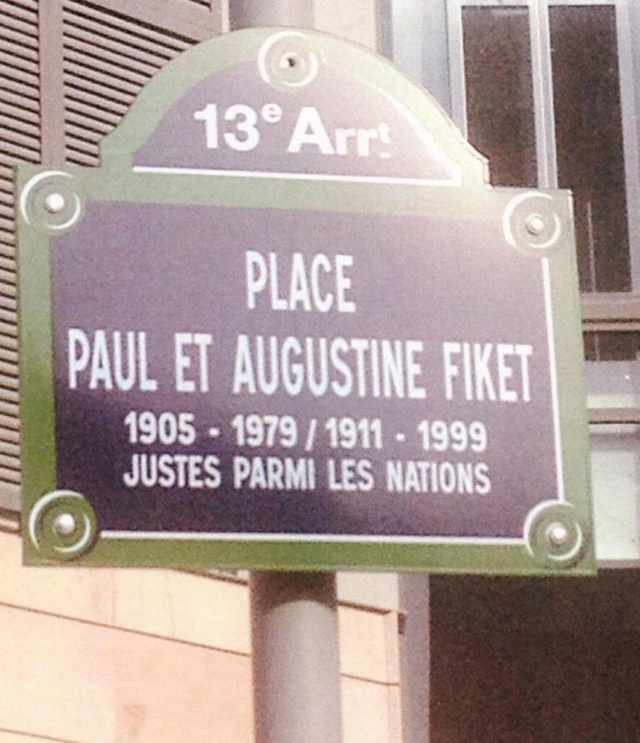 13e Arrt
PLACE
PAUL ET AUGUSTINE FIKET
1905 - 1979 / 1911 - 1999
JUSTES PARMI LES NATIONS